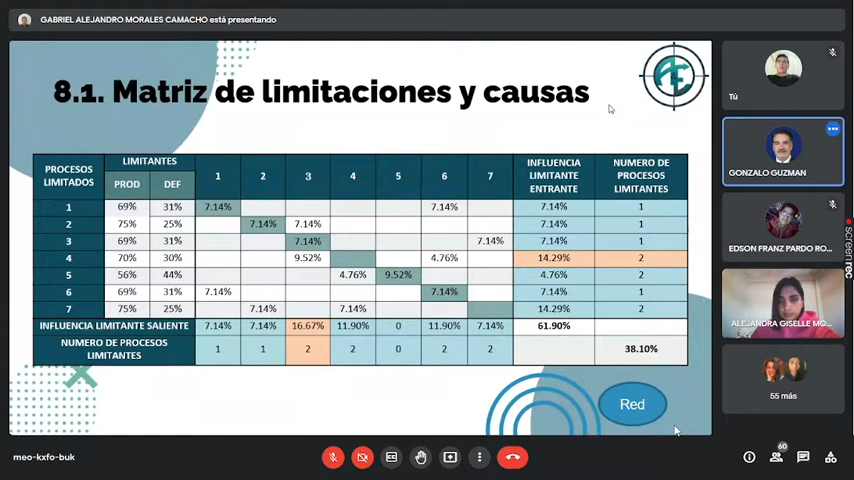 GABRIEL ALEJANDRO MORALES CAMACHO está presentando
8.1. Matriz de limitaciones y causas
AE
PROCESOS LIMITADOS LIMITANTES 1 2 3 4 5 6 7 INFLUENCIA LIMITANTE ENTRANTE NUMERO DE PROCESOS LIMITANTES
PROD DEF
1 69% 31% 7.14% 7.14% 7.14% 1
2 75% 25% 7.14% 7.14% 7.14% 1
3 69% 31% 7.14% 7.14% 7.14% 1
4 70% 30% 9.52% 4.76% 14.29% 2
5 56% 44% 4.76% 9.52% 4.76% 2
6 69% 31% 7.14% 7.14% 7.14% 1
7 75% 25% 7.14% 7.14% 14.29% 2
INFLUENCIA LIMITANTE SALIENTE 7.14% 7.14% 16.67% 11.90% 0 11.90% 7.14% 61.90%
NUMERO DE PROCESOS LIMITANTES 1 1 2 2 0 2 2 38.10%
Red
Tú
GONZALO GUZMAN
EDSON FRANZ PARDO RO...
ALEJANDRA GISELLE MO...
55 más
screenrec
meo-kxfo-buk
60